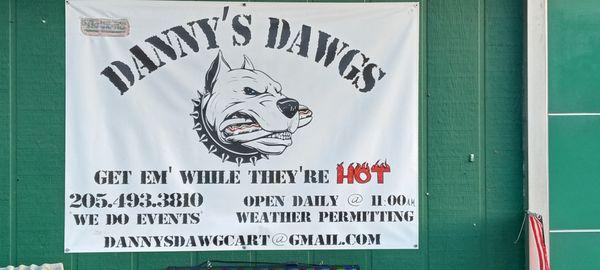 DANNY'S DAWGS
GET EM' WHILE THEY'RE HOT
205.493.3810
'WE DO EVENTS'
OPEN DAILY @ 11:00AM
WEATHER PERMITTING
DANNYSDAWGCART@GMAIL.COM